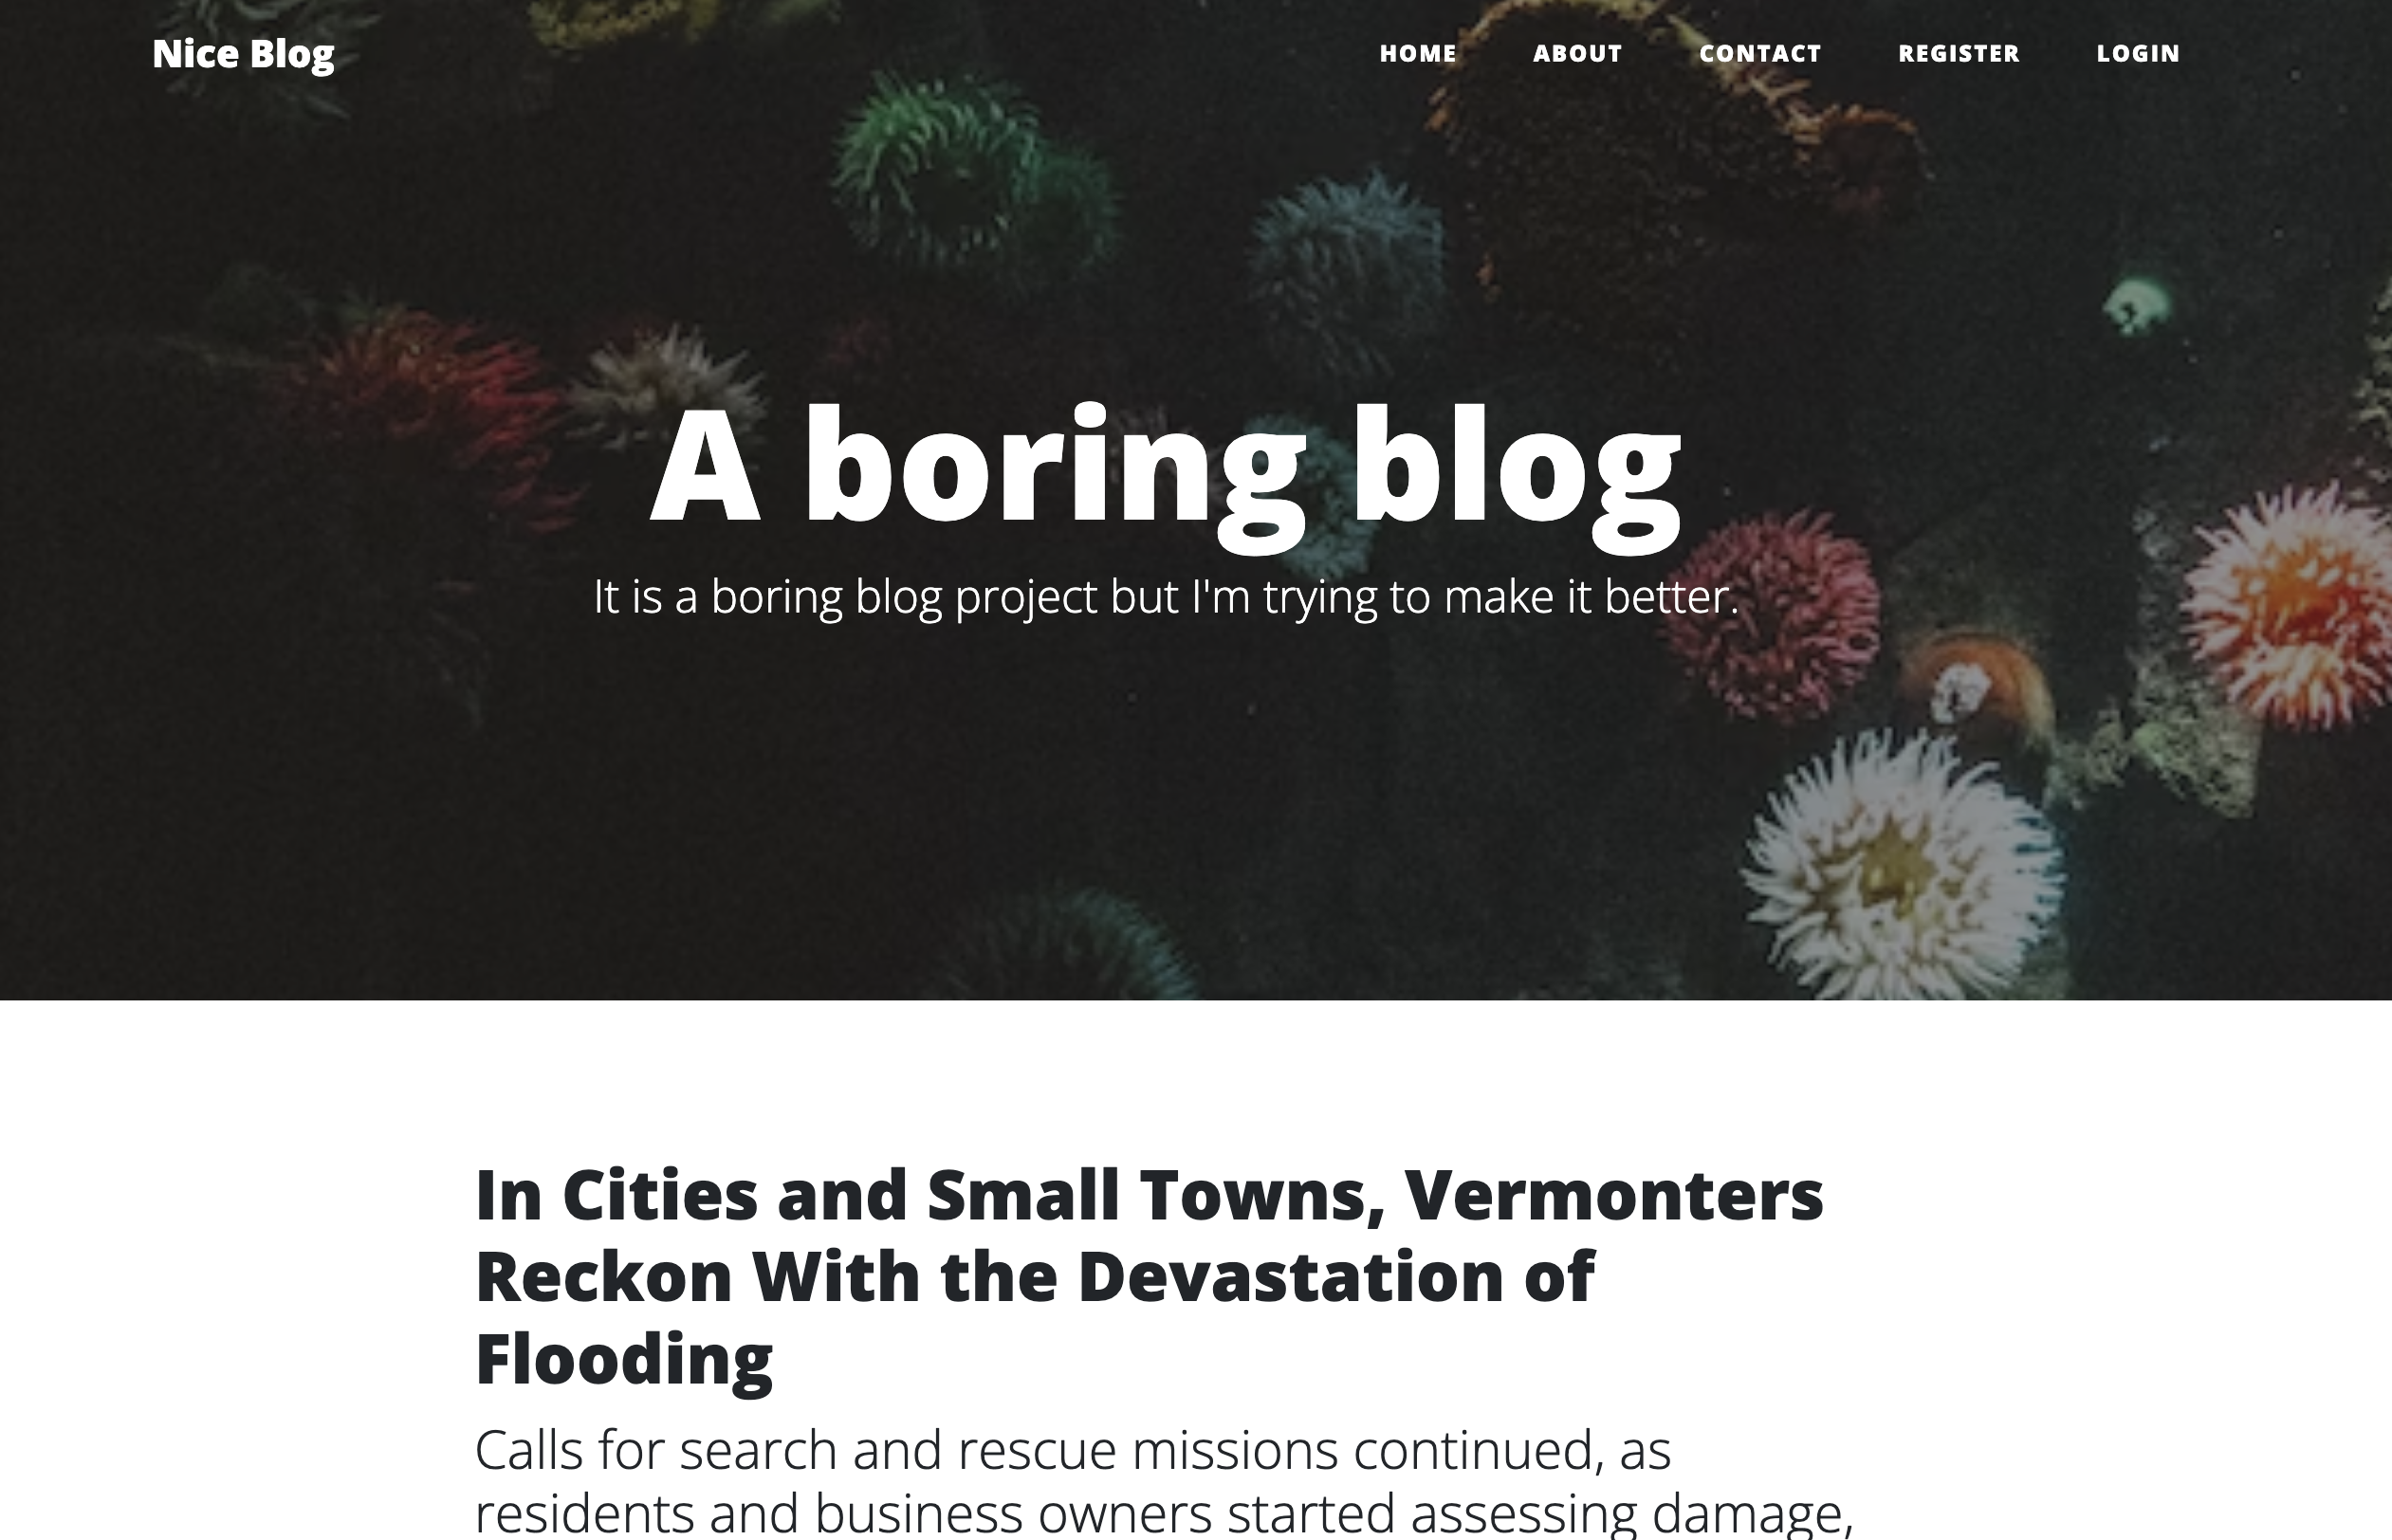 Nice Blog
HOME ABOUT CONTACT REGISTER LOGIN
A boring blog
It is a boring blog project but I'm trying to make it better.
In Cities and Small Towns, Vermonters
Reckon With the Devastation of
Flooding
Calls for search and rescue missions continued, as
residents and business owners started assessing damage,